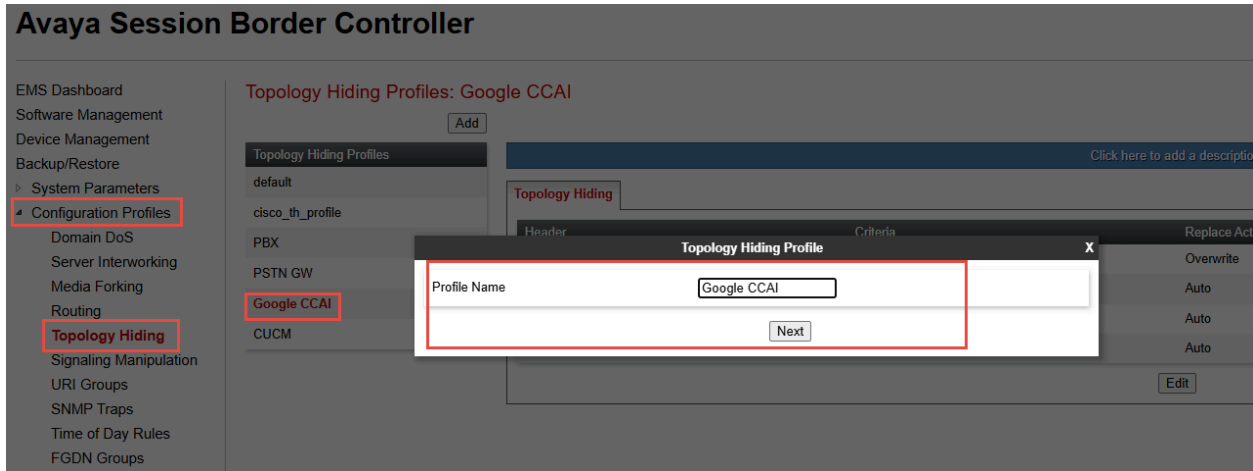 Avaya Session Border Controller
EMS Dashboard
Software Management
Device Management
Backup/Restore
System Parameters
Configuration Profiles
Domain DoS
Server Interworking
Media Forking
Routing
Topology Hiding
Signaling Manipulation
URI Groups
SNMP Traps
Time of Day Rules
FGDN Groups
Topology Hiding Profiles: Google CCAI
Add
Topology Hiding Profiles
default
cisco_th_profile
PBX
PSTN GW
Google CCAI
CUCM
Click here to add a descriptio
Topology Hiding
Header Criteria Replace Act
Overwrite
Auto
Auto
Auto
Edit
Topology Hiding Profile X
Profile Name Google CCAI
Next